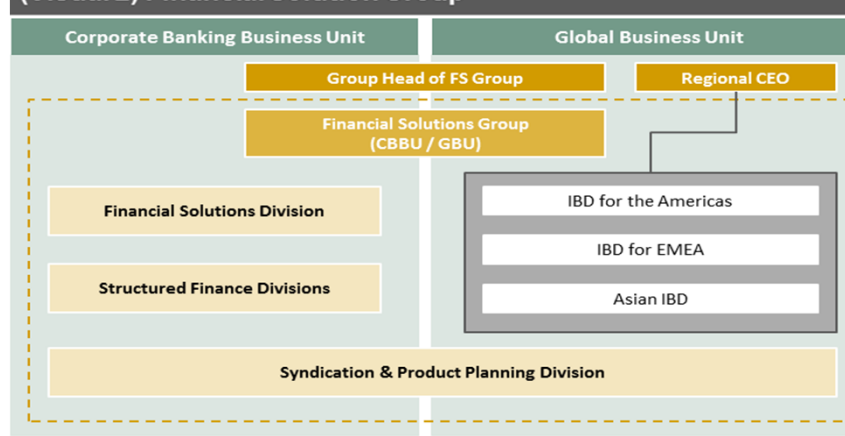 Corporate Banking Business Unit
Global Business Unit
Group Head of FS Group
Regional CEO
Financial Solutions Group
(CBBU / GBU)
Financial Solutions Division
IBD for the Americas
IBD for EMEA
Structured Finance Divisions
Asian IBD
Syndication & Product Planning Division